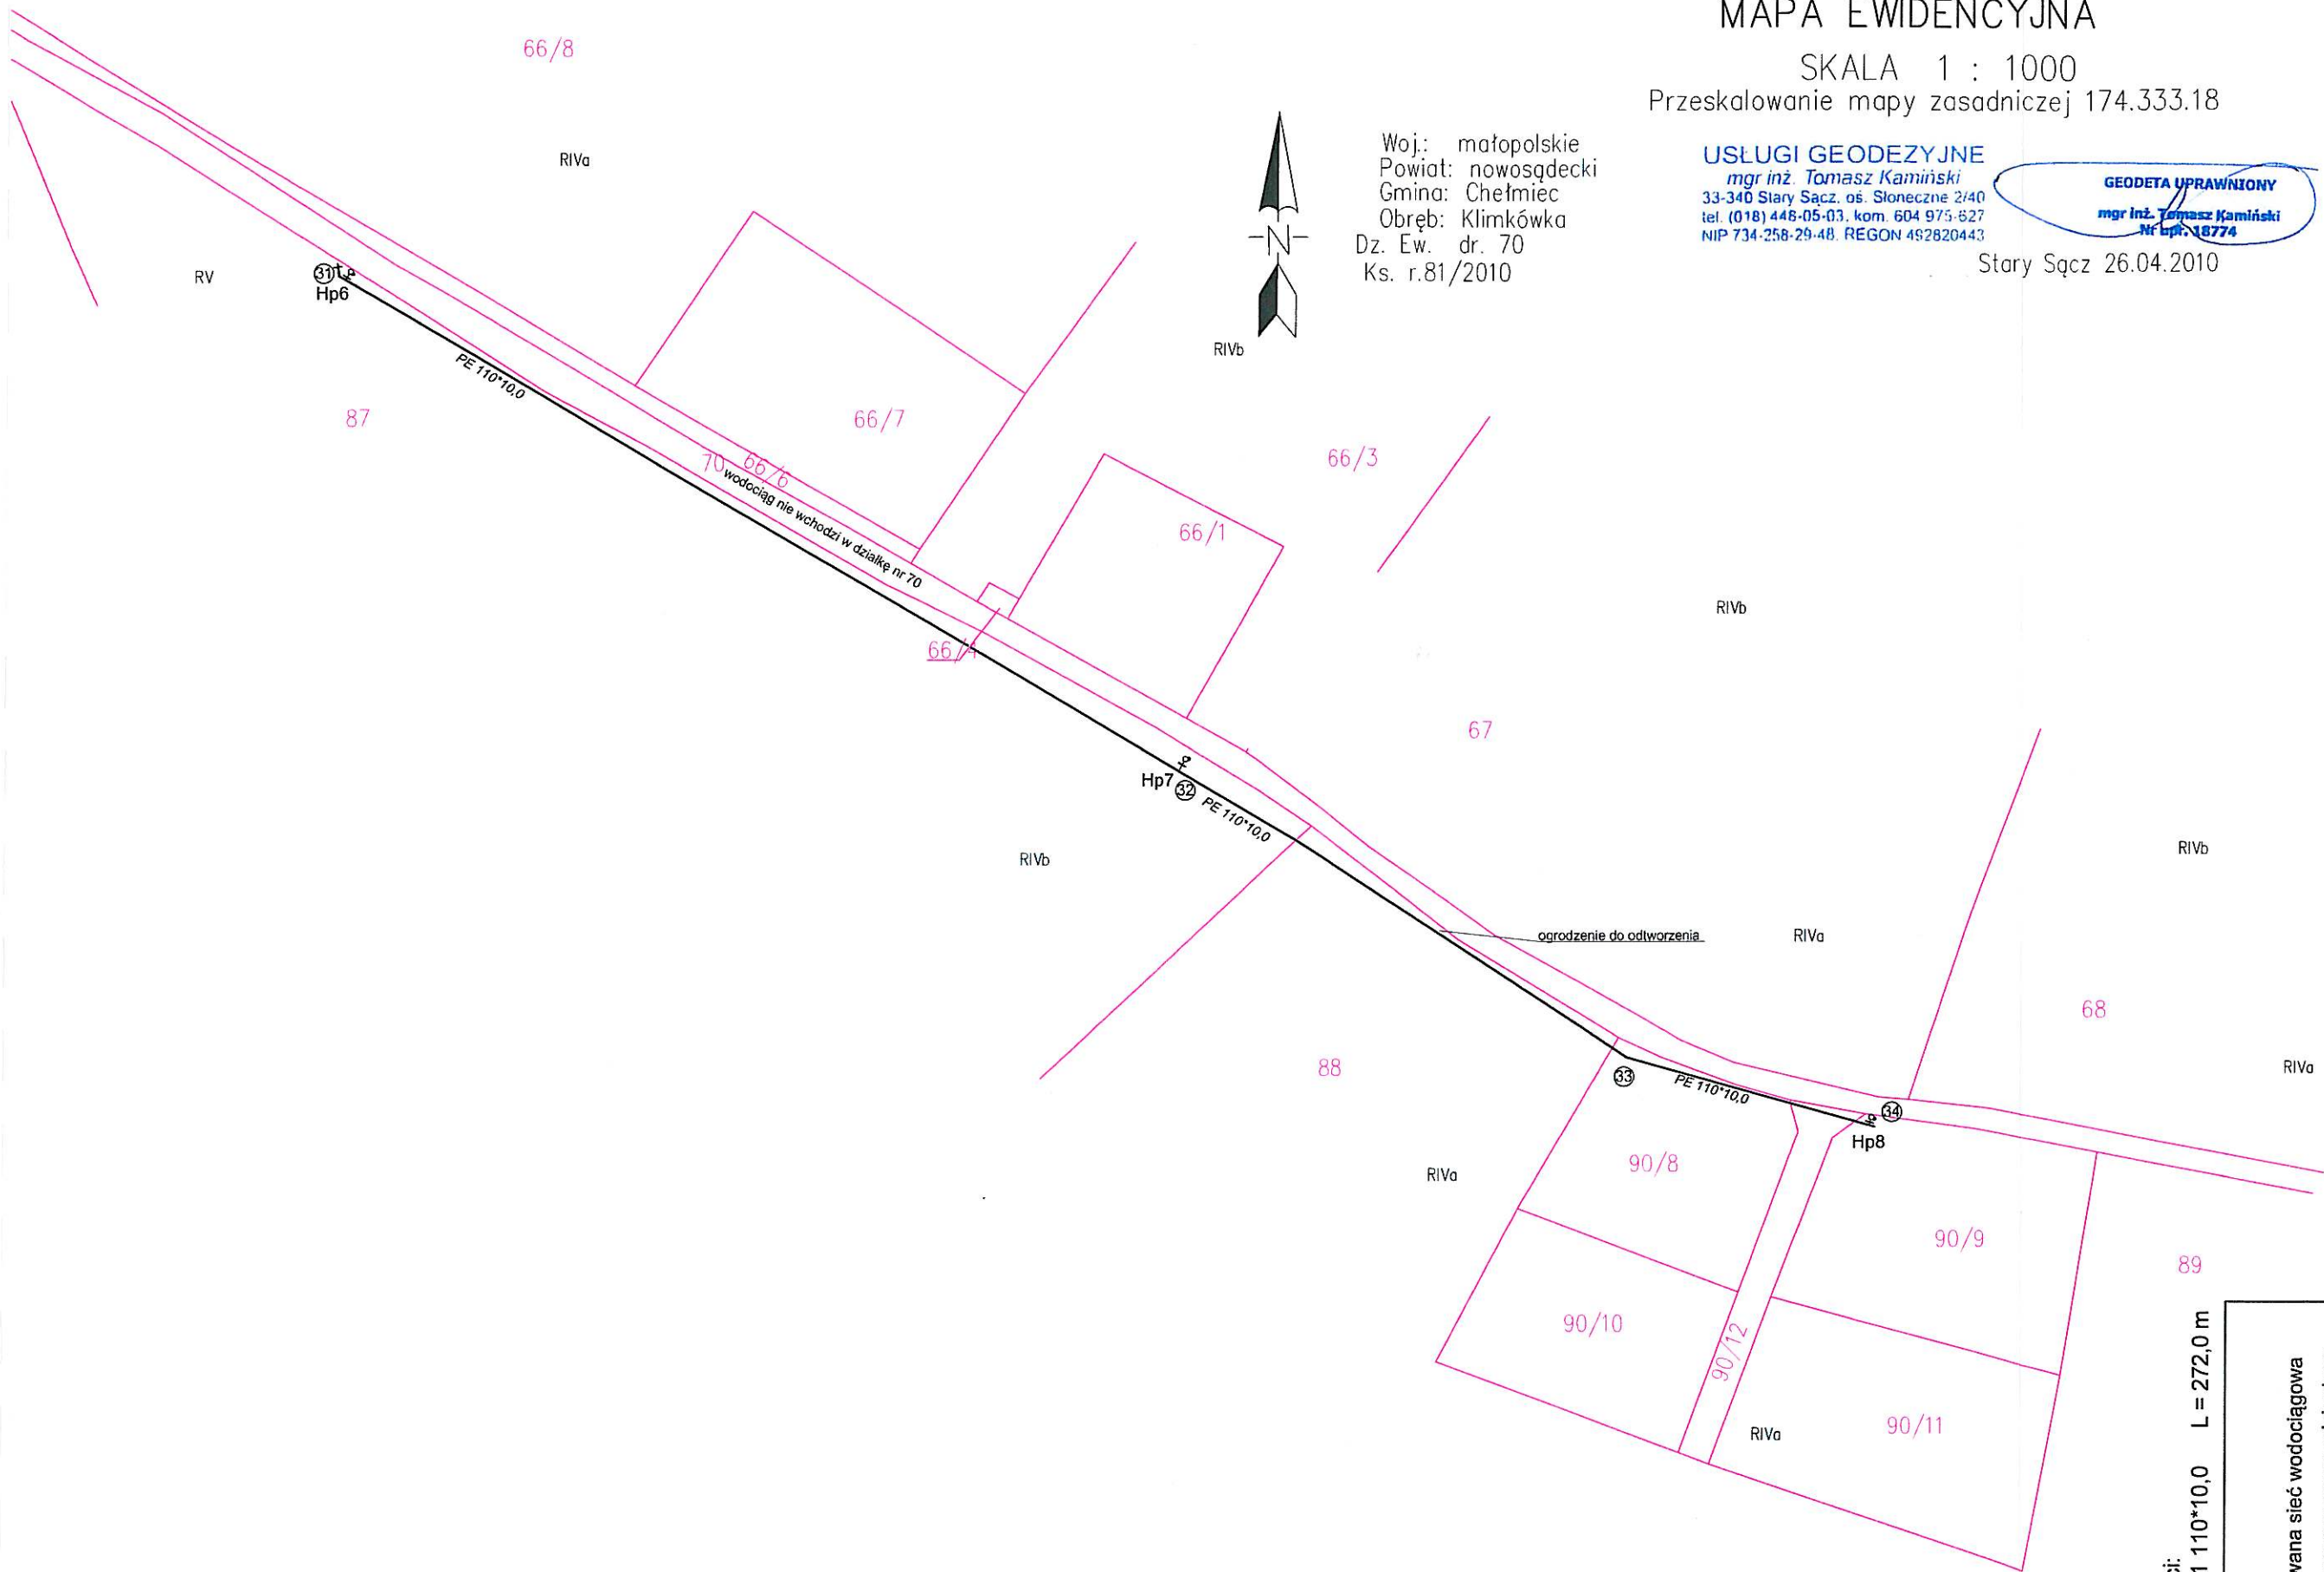 MAPA EWIDENCYJNA
SKALA 1 : 1000
Przeskalowanie mapy zasadniczej 174.333.18
Woj.: małopolskie
Powiat: nowosądecki
Gmina: Chełmiec
Obręb: Klimkówka
Dz. Ew. dr. 70
Ks. r.81/2010
USŁUGI GEODEZYJNE
mgr inż. Tomasz Kamiński
33-340 Stary Sącz, oś. Słoneczne 2/40
tel. (018) 448-05-03, kom. 604 975-627
NIP 734-258-29-48, REGON 492820443
GEODETA UPRAWNIONY
mgr inż. Tomasz Kamiński
Nr upr. 18774
Stary Sącz 26.04.2010
-N-
66/8
RIVa
RV
31
Hp6
PE 110*10,0
87
66/7
RIVb
66/3
70
66/6
wodociąg nie wchodzi w działkę nr 70
66/1
66/4
RIVb
67
Hp7
32
PE 110*10,0
RIVb
RIVb
ogrodzenie do odtworzenia
RIVa
68
RIVa
88
33
PE 110*10,0
34
Hp8
RIVa
90/8
90/9
89
90/10
90/12
90/11
RIVa
110*10,0 L = 272,0 m
sieć wodociągowa